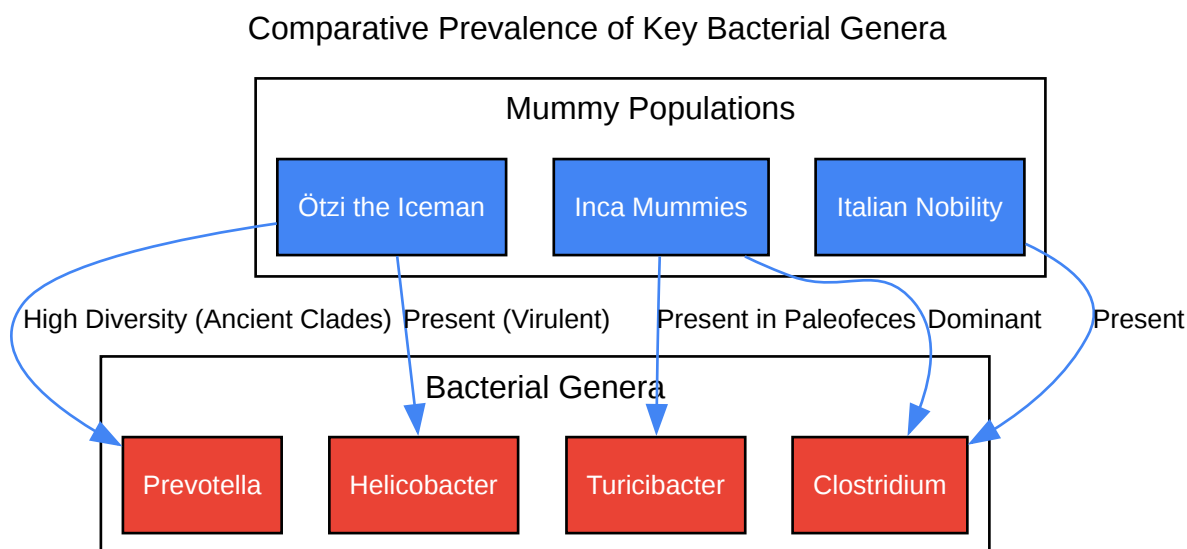 Comparative Prevalence of Key Bacterial Genera
Mummy Populations
Ötzi the Iceman
Inca Mummies
Italian Nobility
High Diversity (Ancient Clades)
Present (Virulent)
Present in Paleofeces
Dominant
Present
Bacterial Genera
Prevotella
Helicobacter
Turicibacter
Clostridium